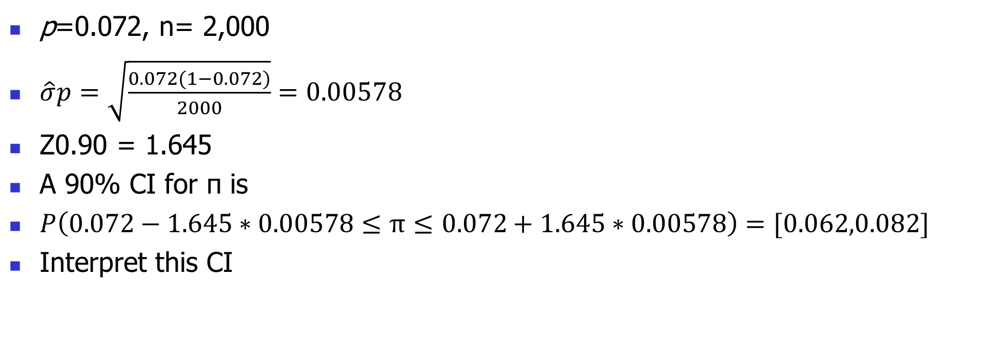 ▪ p=0.072, n= 2,000
▪ σ̂p = √(0.072(1−0.072)/2000) = 0.00578
▪ Z0.90 = 1.645
▪ A 90% CI for π is
▪ P(0.072 − 1.645 ∗ 0.00578 ≤ π ≤ 0.072 + 1.645 ∗ 0.00578) = [0.062,0.082]
▪ Interpret this CI